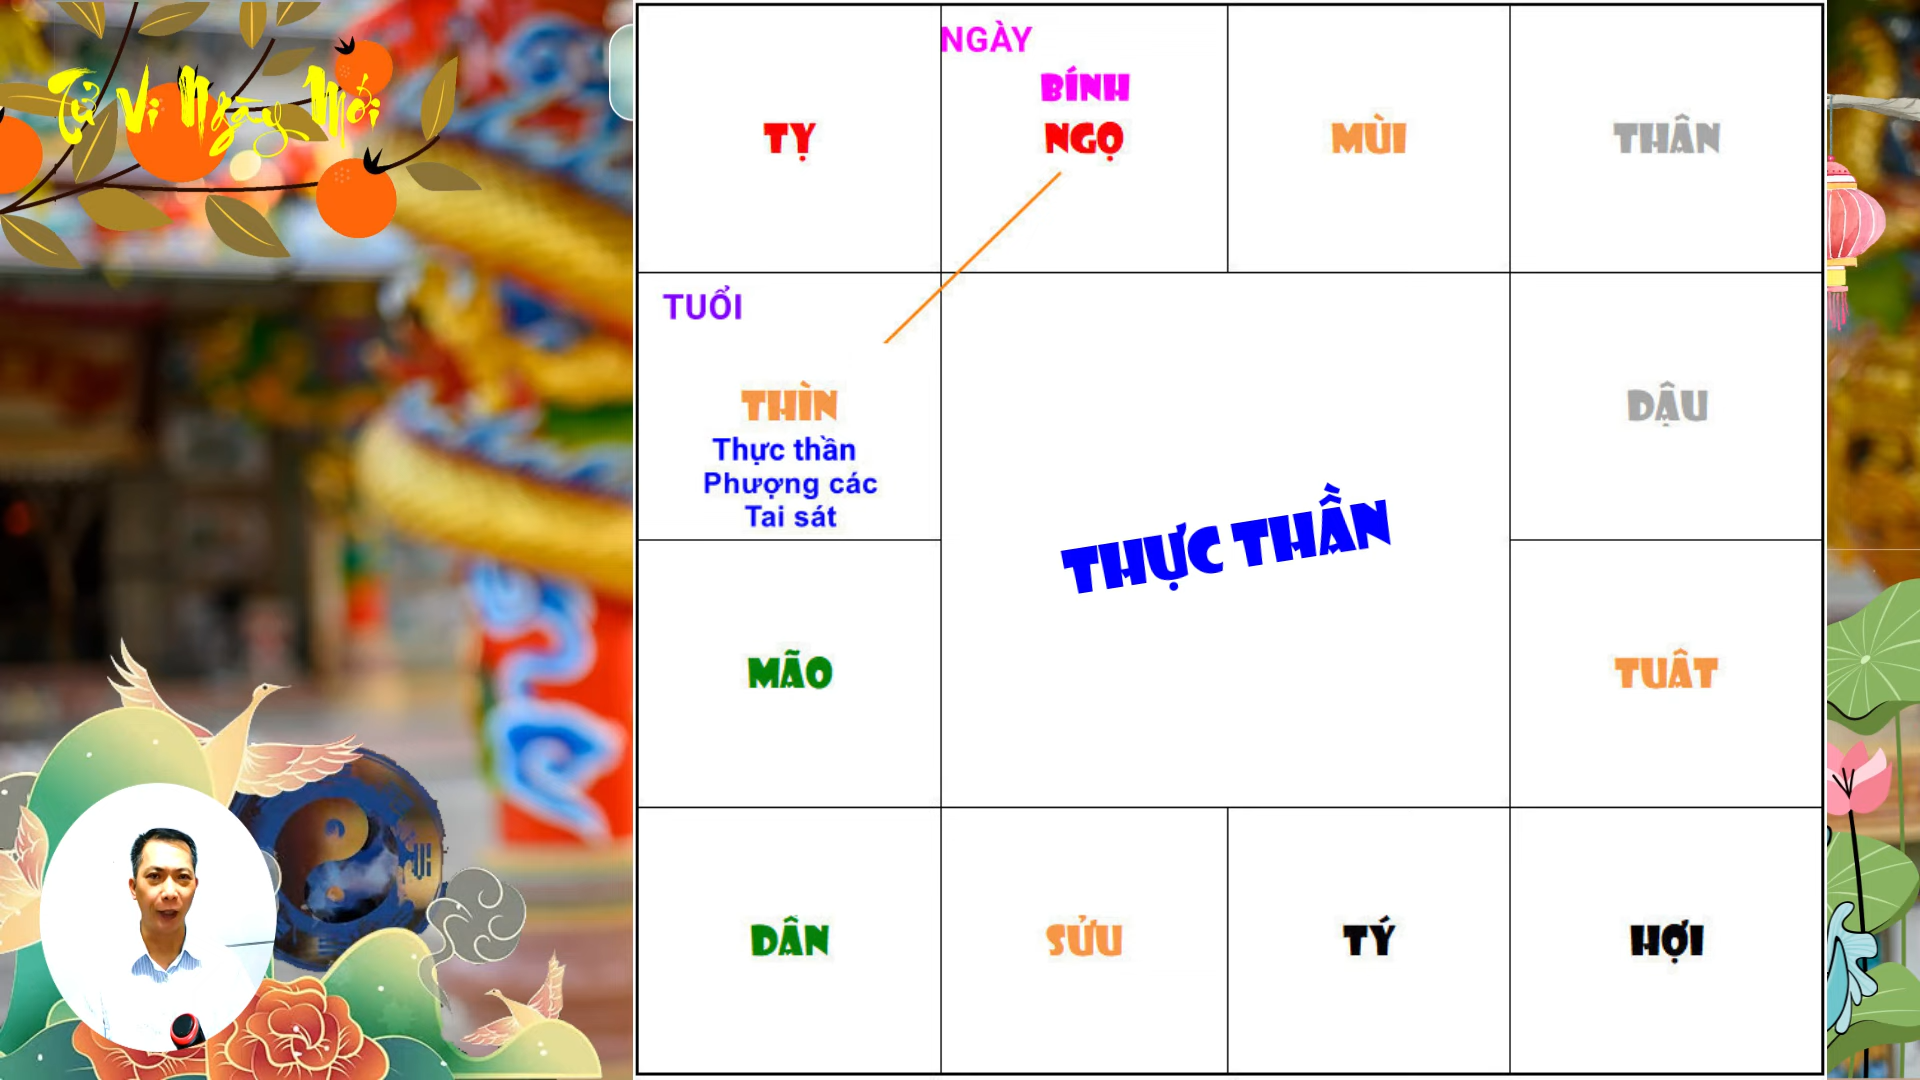 Tử Vi Ngày Mới
NGÀY
BÍNH
TỴ
NGỌ
MÙI
THÂN
TUỔI
THÌN
Thực thần
Phượng các
Tai sát
DẬU
THỰC THẦN
MÃO
TUẤT
DẦN
SỬU
TÝ
HỢI